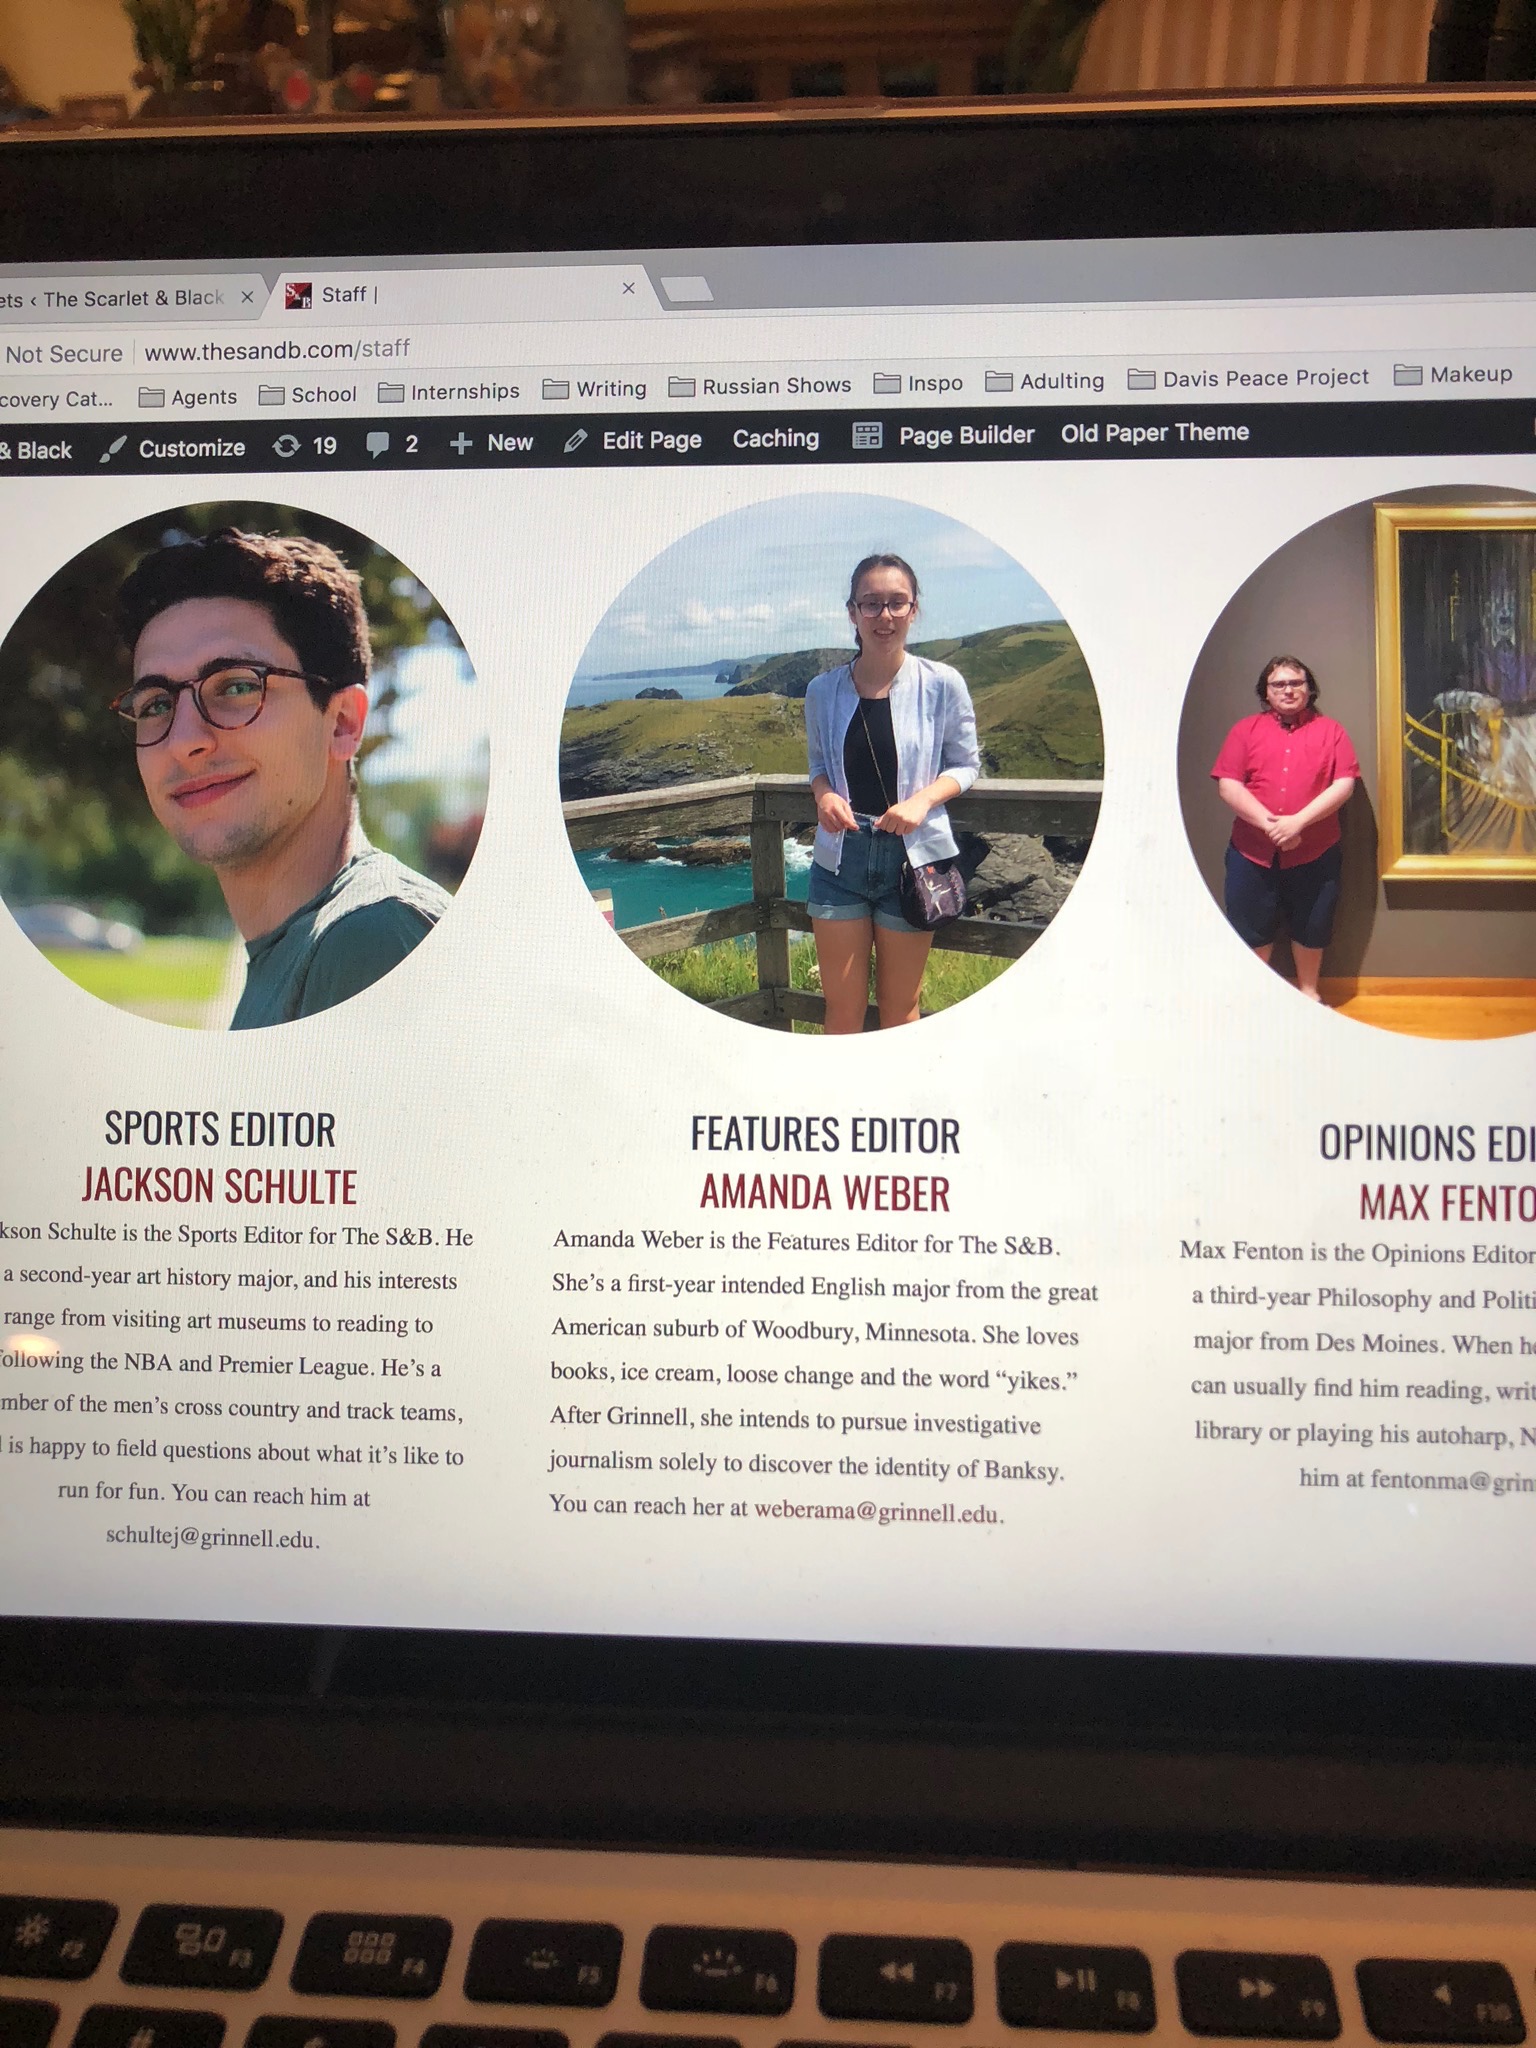 ets ‹ The Scarlet & Black
S&B Staff |
Not Secure www.thesandb.com/staff
covery Cat... Agents School Internships Writing Russian Shows Inspo Adulting Davis Peace Project Makeup
& Black Customize 19 2 New Edit Page Caching Page Builder Old Paper Theme
SPORTS EDITOR
JACKSON SCHULTE
kson Schulte is the Sports Editor for The S&B. He
a second-year art history major, and his interests
range from visiting art museums to reading to
following the NBA and Premier League. He's a
mber of the men's cross country and track teams,
is happy to field questions about what it's like to
run for fun. You can reach him at
schultej@grinnell.edu.
FEATURES EDITOR
AMANDA WEBER
Amanda Weber is the Features Editor for The S&B.
She's a first-year intended English major from the great
American suburb of Woodbury, Minnesota. She loves
books, ice cream, loose change and the word “yikes.”
After Grinnell, she intends to pursue investigative
journalism solely to discover the identity of Banksy.
You can reach her at weberama@grinnell.edu.
OPINIONS EDI
MAX FENTO
Max Fenton is the Opinions Editor
a third-year Philosophy and Politi
major from Des Moines. When he
can usually find him reading, writ
library or playing his autoharp, N
him at fentonma@grin
F2 F3 F4 F5 F6 F7 F8 F9 F10
#